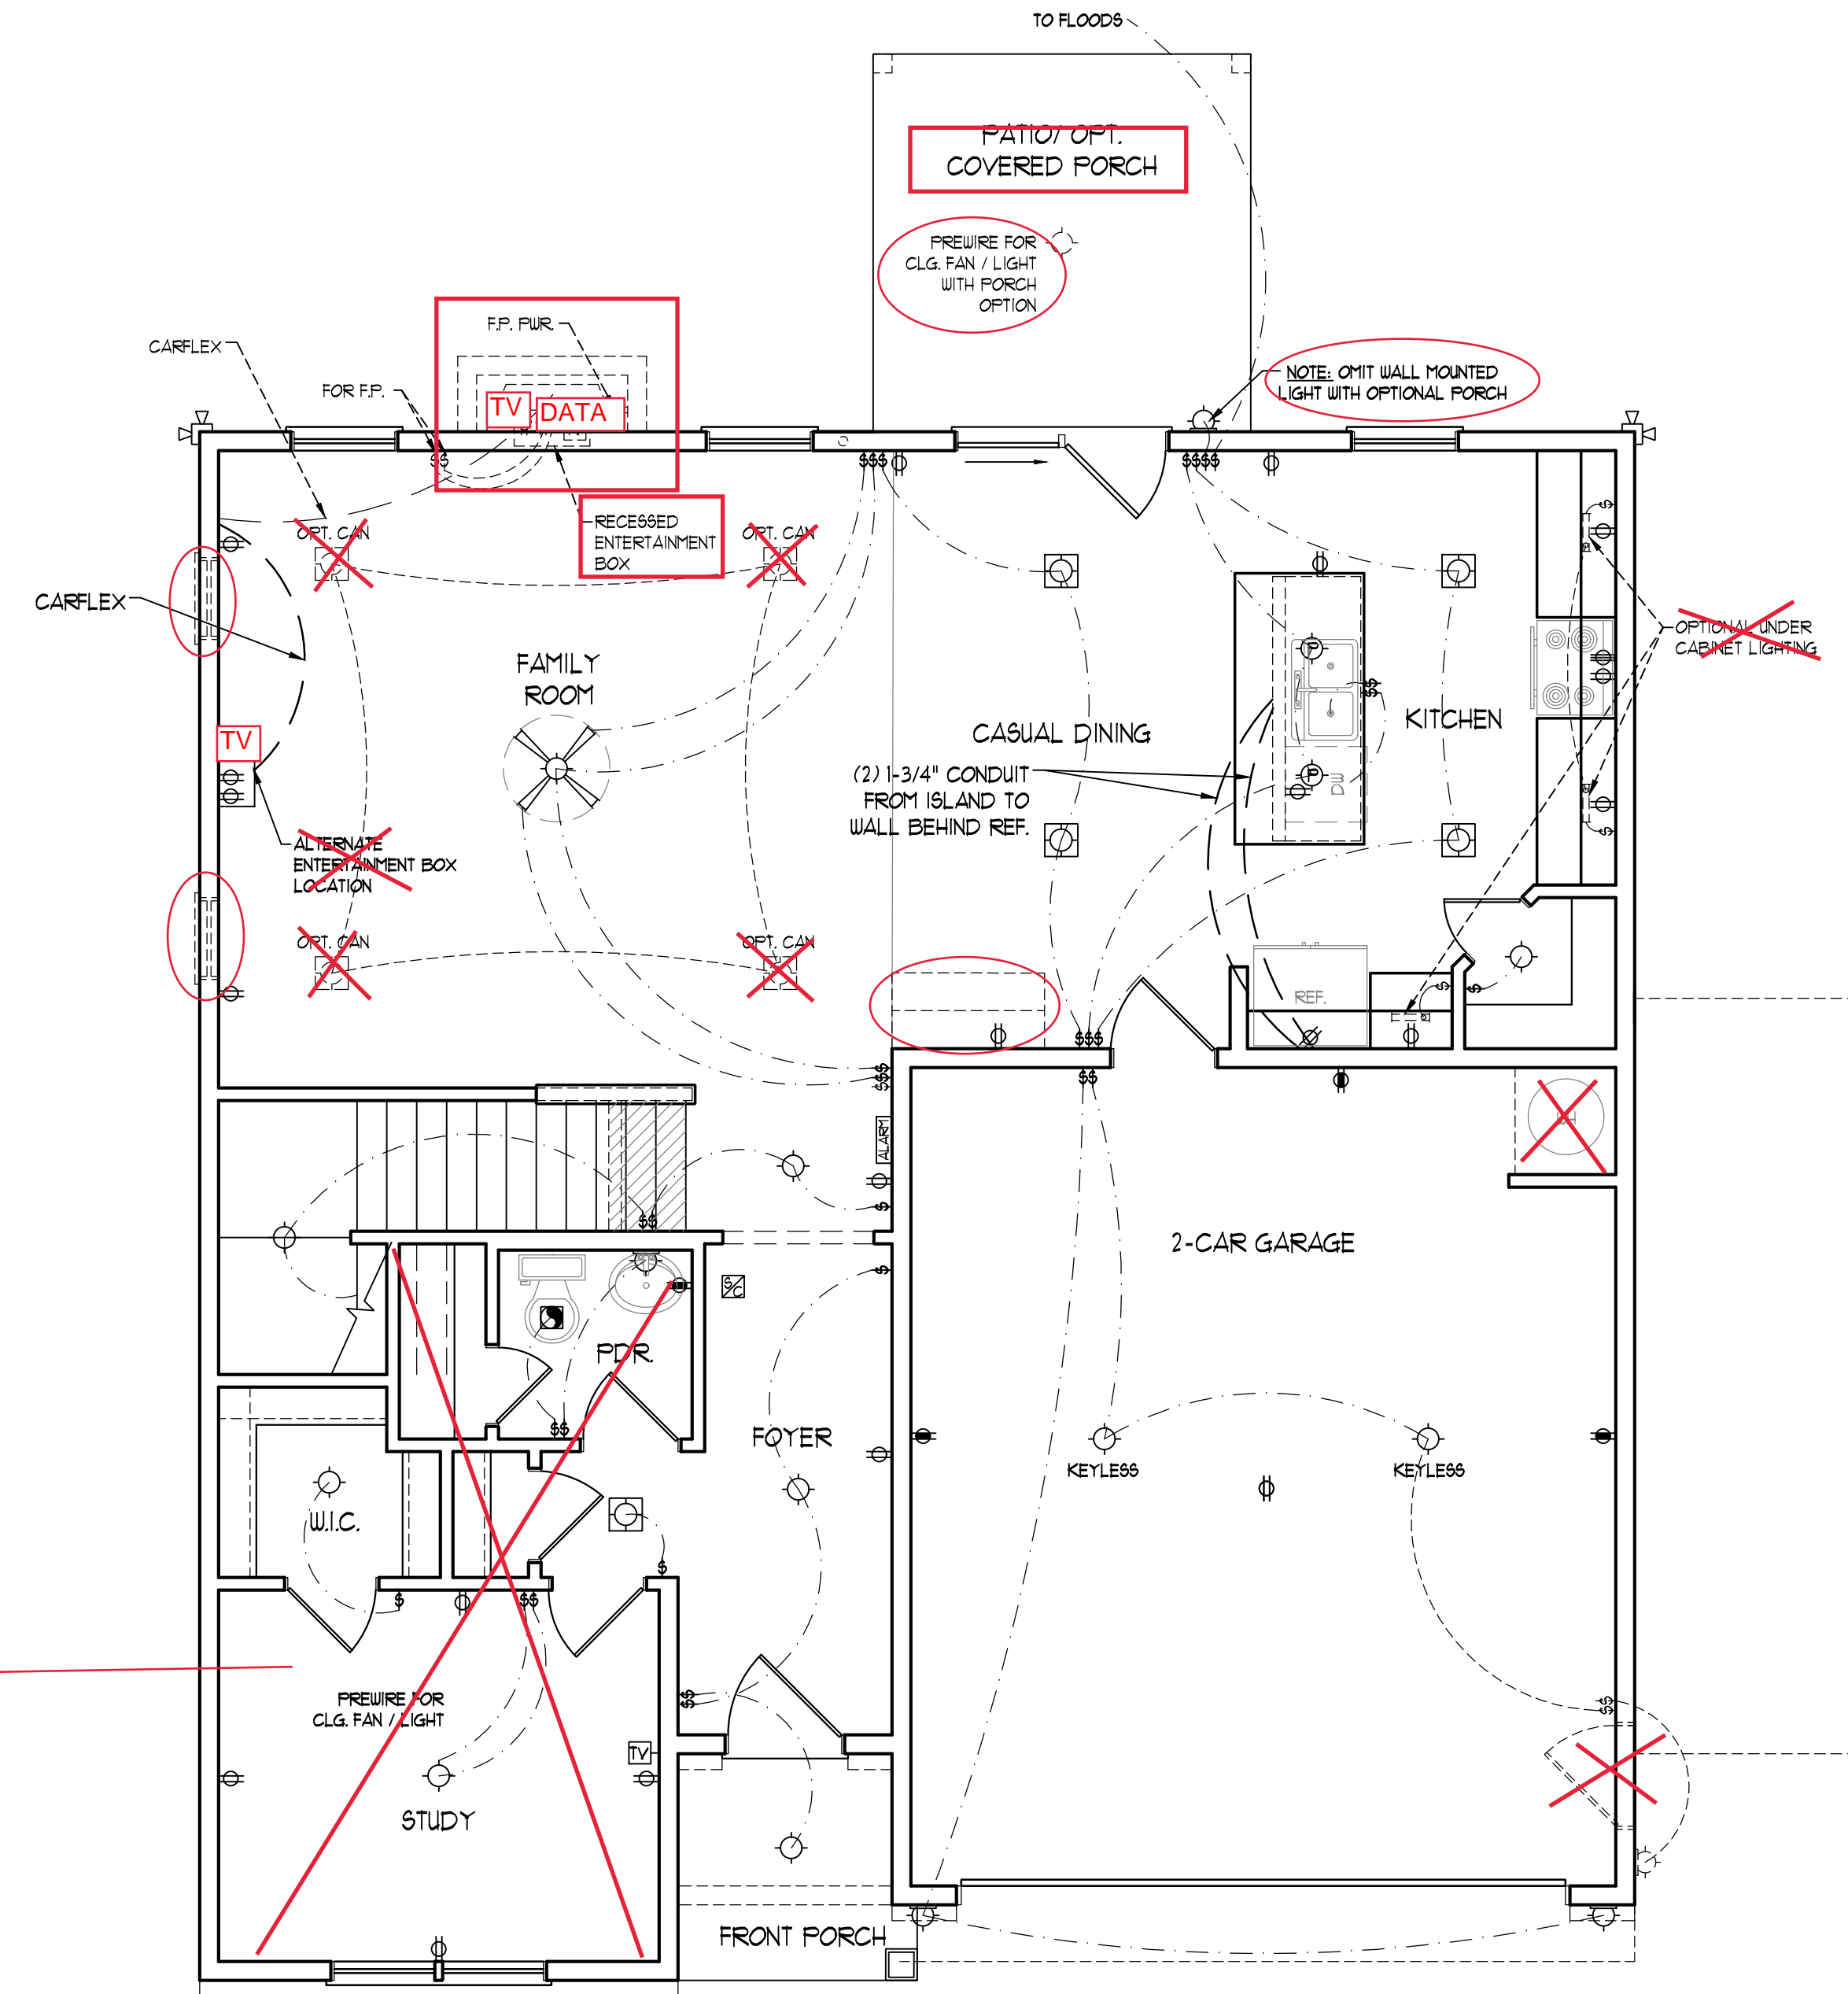 TO FLOODS
PATIO/ OPT.
COVERED PORCH
PREWIRE FOR
CLG. FAN / LIGHT
WITH PORCH
OPTION
F.P. PWR.
CARFLEX
FOR F.P.
TV
DATA
NOTE: OMIT WALL MOUNTED
LIGHT WITH OPTIONAL PORCH
$$
$$$
$$$$
RECESSED
ENTERTAINMENT
BOX
OPT. CAN
OPT. CAN
$
CARFLEX
OPTIONAL UNDER
CABINET LIGHTING
FAMILY
ROOM
P
$$
KITCHEN
CASUAL DINING
TV
(2) 1-3/4" CONDUIT
FROM ISLAND TO
WALL BEHIND REF.
P
DW
$
ALTERNATE
ENTERTAINMENT BOX
LOCATION
OPT. CAN
OPT. CAN
REF.
$
$
$$$
$$$
$$
ALARM
$
$$
2-CAR GARAGE
$
S/C
PDR.
$$
FOYER
KEYLESS
KEYLESS
W.I.C.
$
$
$$
PREWIRE FOR
CLG. FAN / LIGHT
$$
$$
TV
STUDY
FRONT PORCH